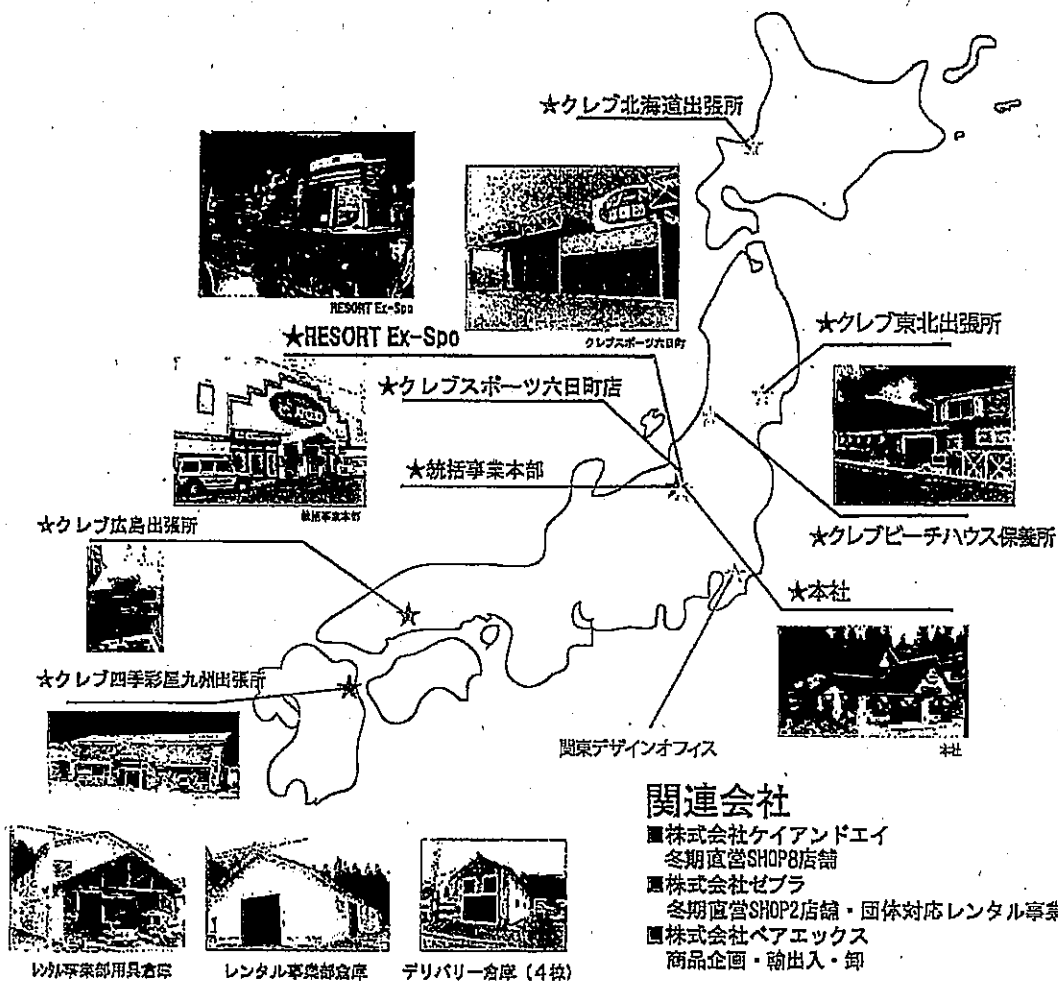 ★クレブ北海道出張所
RESORT Ex-Spo
クレブスポーツ六日町
★RESORT Ex-Spo
★クレブスポーツ六日町店
★クレブ東北出張所
★統括事業本部
統括事業本部
★クレブ広島出張所
★クレブビーチハウス保養所
★本社
★クレブ四季彩屋九州出張所
関東デザインオフィス
本社
関連会社
■株式会社ケイアンドエイ
冬期直営SHOP8店舗
■株式会社ゼブラ
冬期直営SHOP2店舗・団体対応レンタル事業
■株式会社ベアエックス
商品企画・輸出入・卸
レンタル事業部用具倉庫
レンタル事業部倉庫
デリバリー倉庫（4棟）